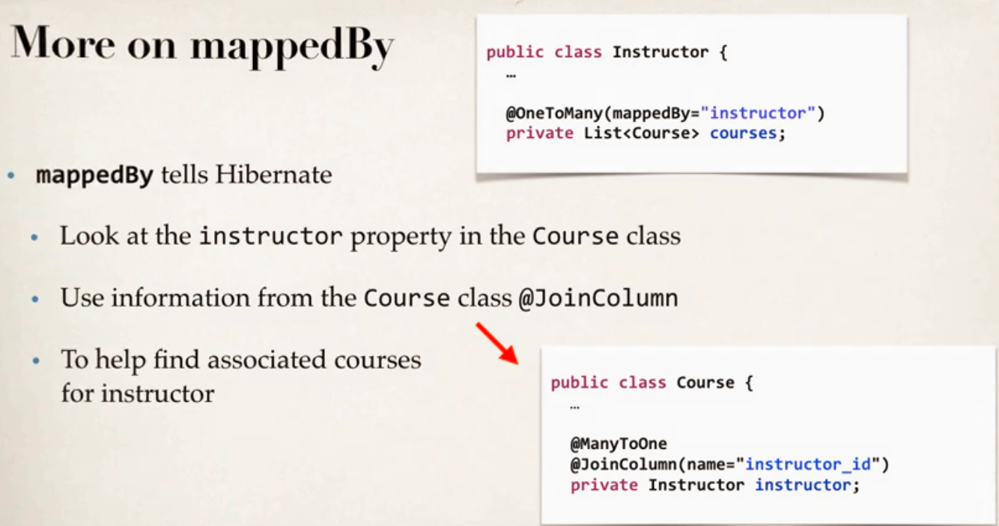 More on mappedBy
public class Instructor {
…
@OneToMany(mappedBy="instructor")
private List<Course> courses;
• mappedBy tells Hibernate
• Look at the instructor property in the Course class
• Use information from the Course class @JoinColumn
• To help find associated courses
for instructor
public class Course {
…
@ManyToOne
@JoinColumn(name="instructor_id")
private Instructor instructor;